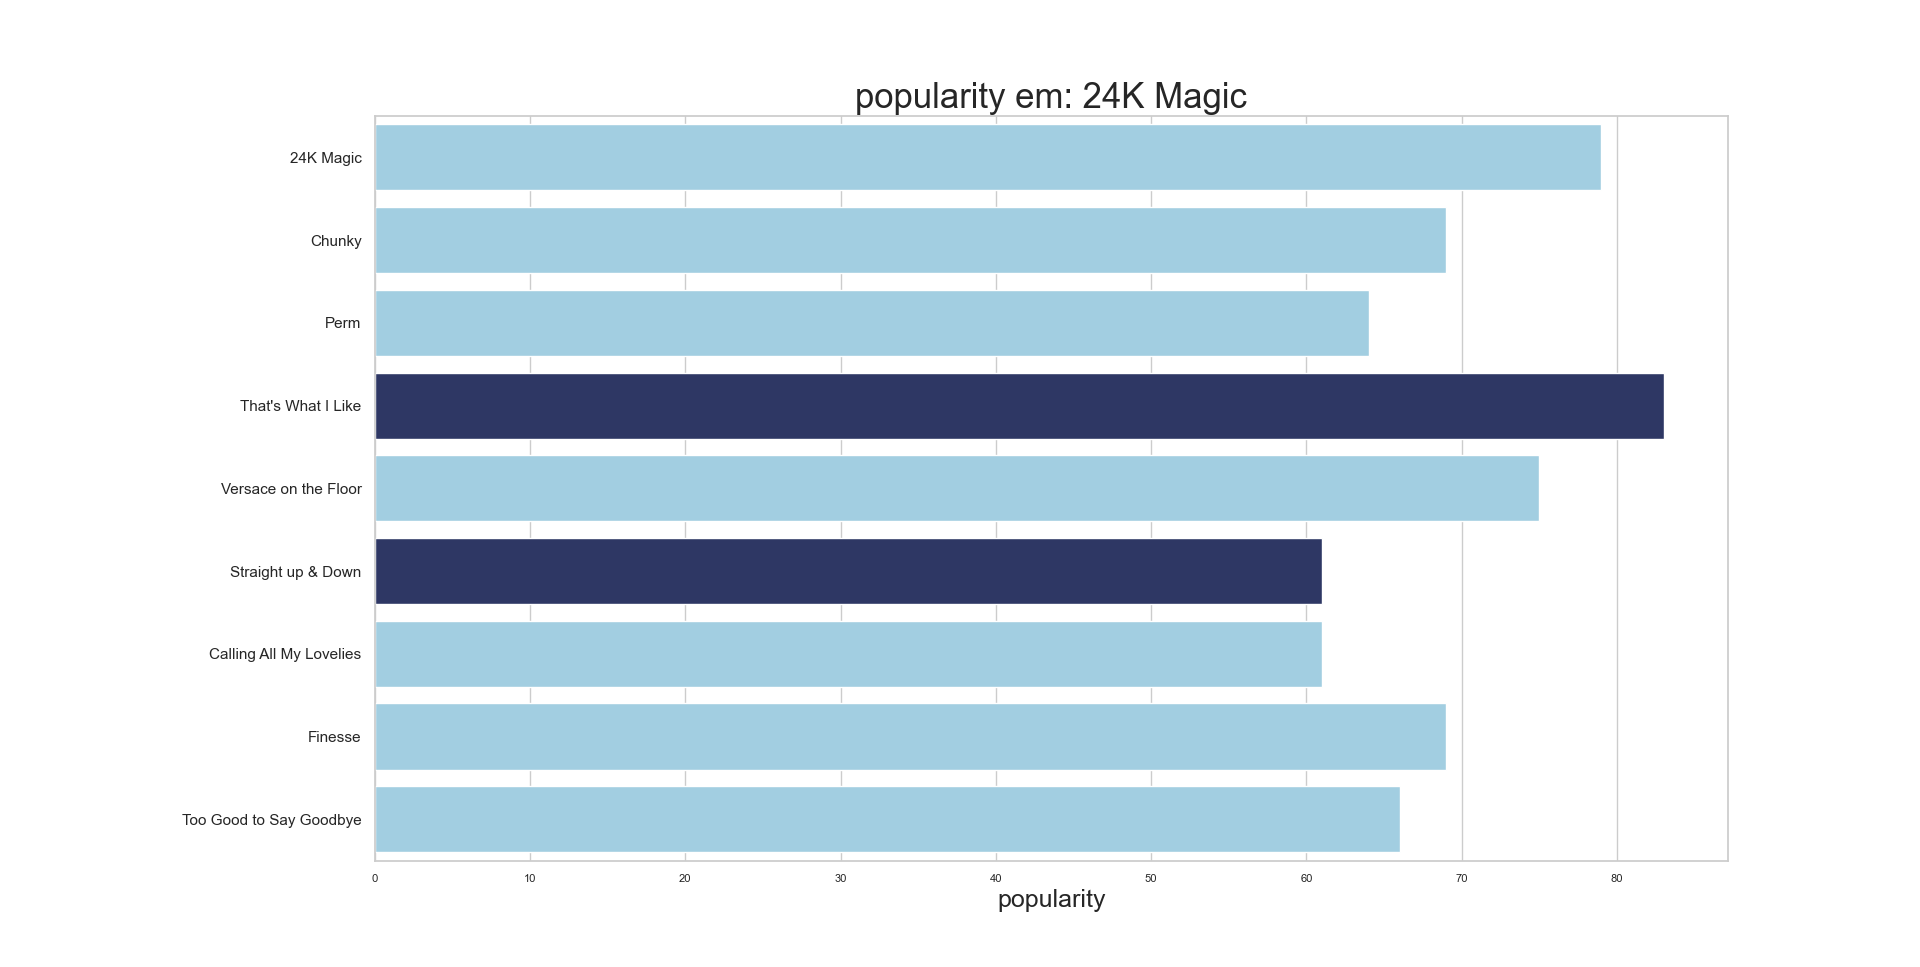 popularity em: 24K Magic
24K Magic
Chunky
Perm
That's What I Like
Versace on the Floor
Straight up & Down
Calling All My Lovelies
Finesse
Too Good to Say Goodbye
0 10 20 30 40 50 60 70 80
popularity